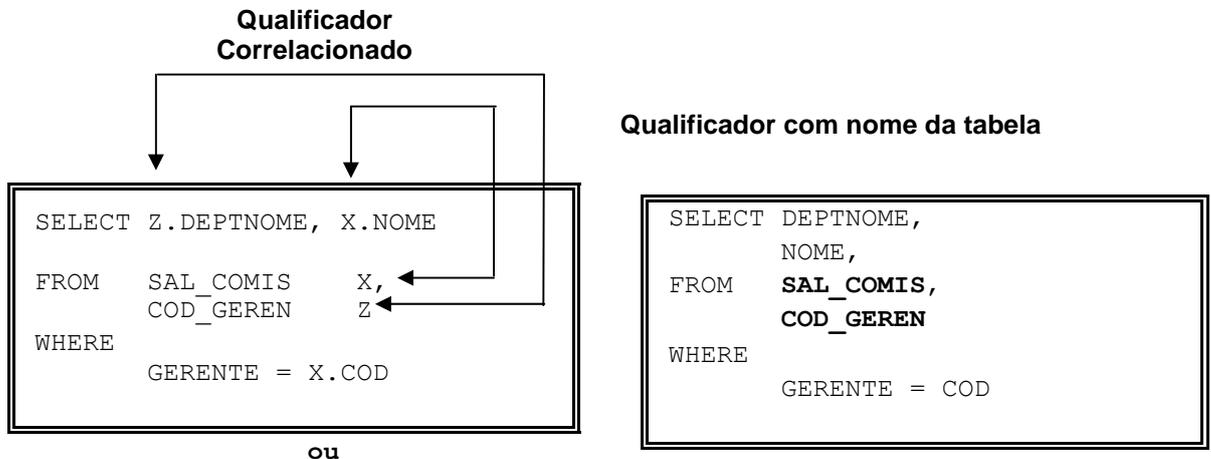 Qualificador
Correlacionado
Qualificador com nome da tabela
SELECT Z.DEPTNOME, X.NOME
FROM SAL_COMIS X,
COD_GEREN Z
WHERE
GERENTE = X.COD
ou
SELECT DEPTNOME,
NOME,
FROM SAL_COMIS,
COD_GEREN
WHERE
GERENTE = COD